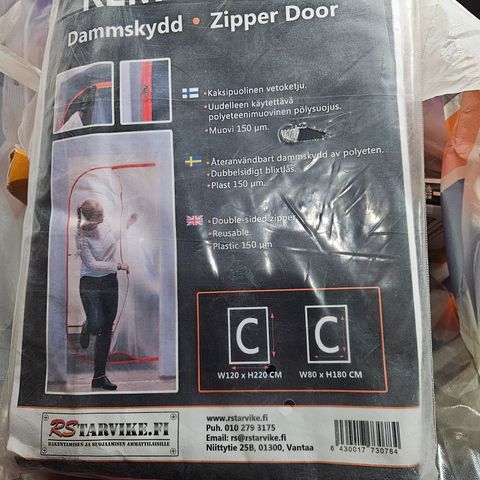 Dammskydd • Zipper Door
• Kaksipuolinen vetoketju.
• Uudelleen käytettävä
polyeteenimuovinen pölysuojus.
• Muovi 150 µm.
• Återanvändbart dammskydd av polyeten.
• Dubbelsidigt blixtlås.
• Plast 150 µm.
• Double-sided zipper
• Reusable.
• Plastic 150 µm
C
C
W120 x H220 CM
W80 x H180 CM
RSTARVIKE.FI
RAKENTAMISEN JA SUOJAAMISEN AMMATTILAISILLE
www.rstarvike.fi
Puh. 010 279 3175
Email: rs@rstarvike.fi
Niittytie 25B, 01300, Vantaa
6 430017 730784